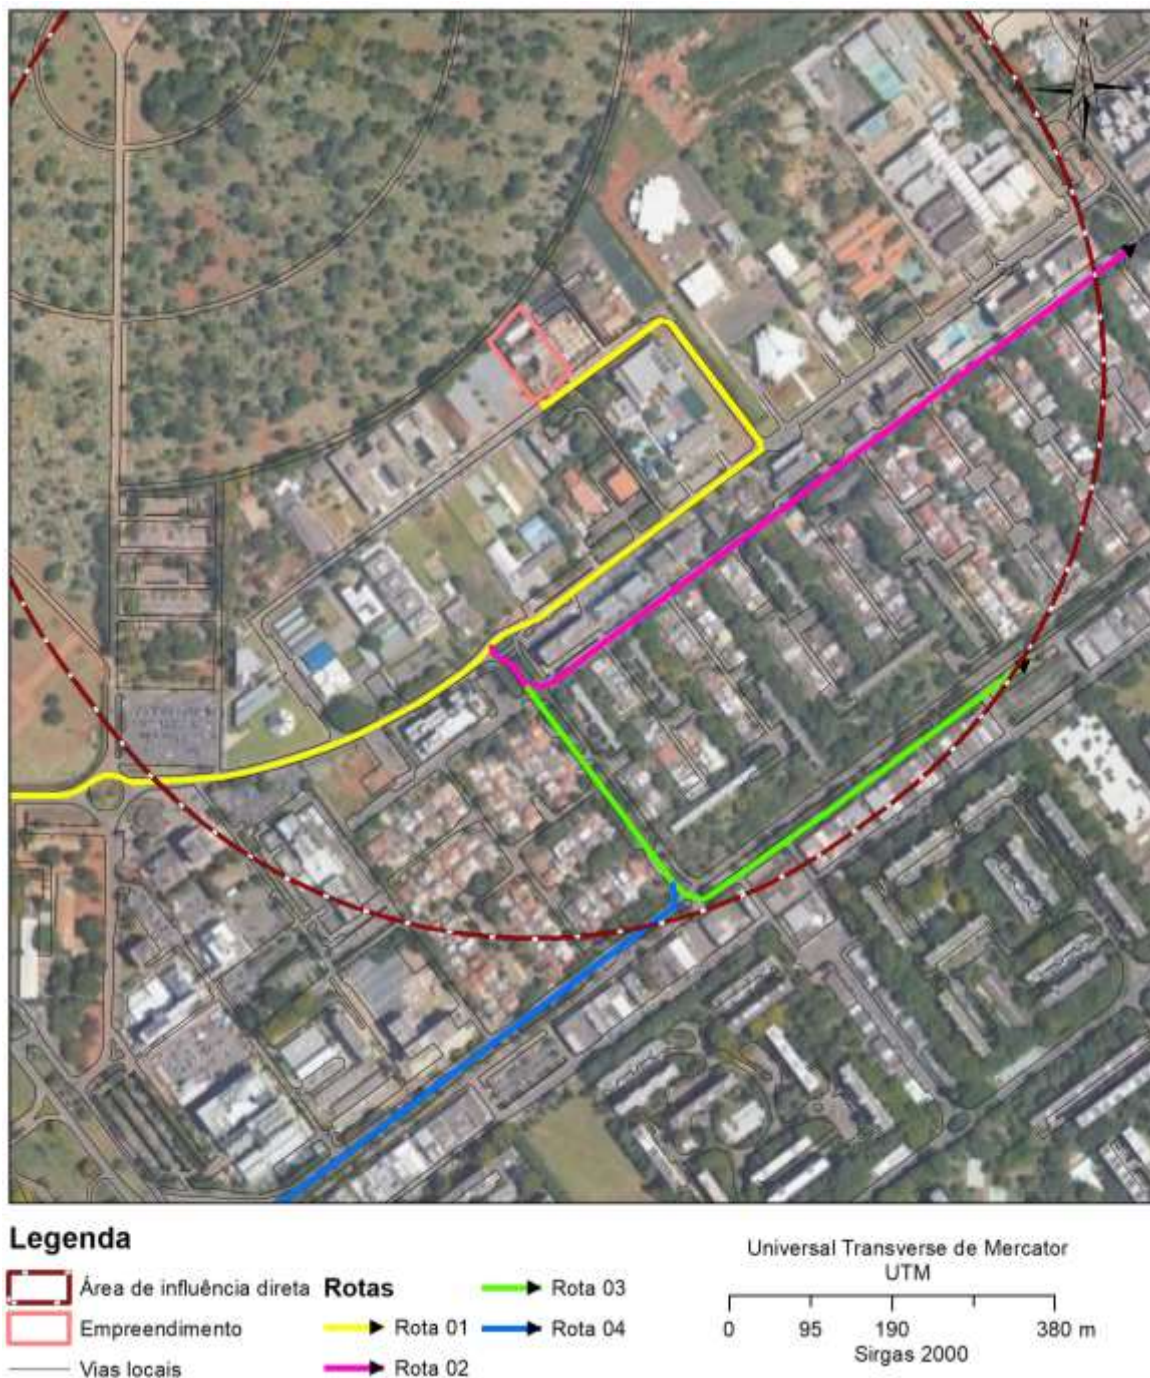 N
Legenda
Área de influência direta
Empreendimento
Vias locais
Rotas
Rota 01
Rota 02
Rota 03
Rota 04
Universal Transverse de Mercator
UTM
0 95 190 380 m
Sirgas 2000